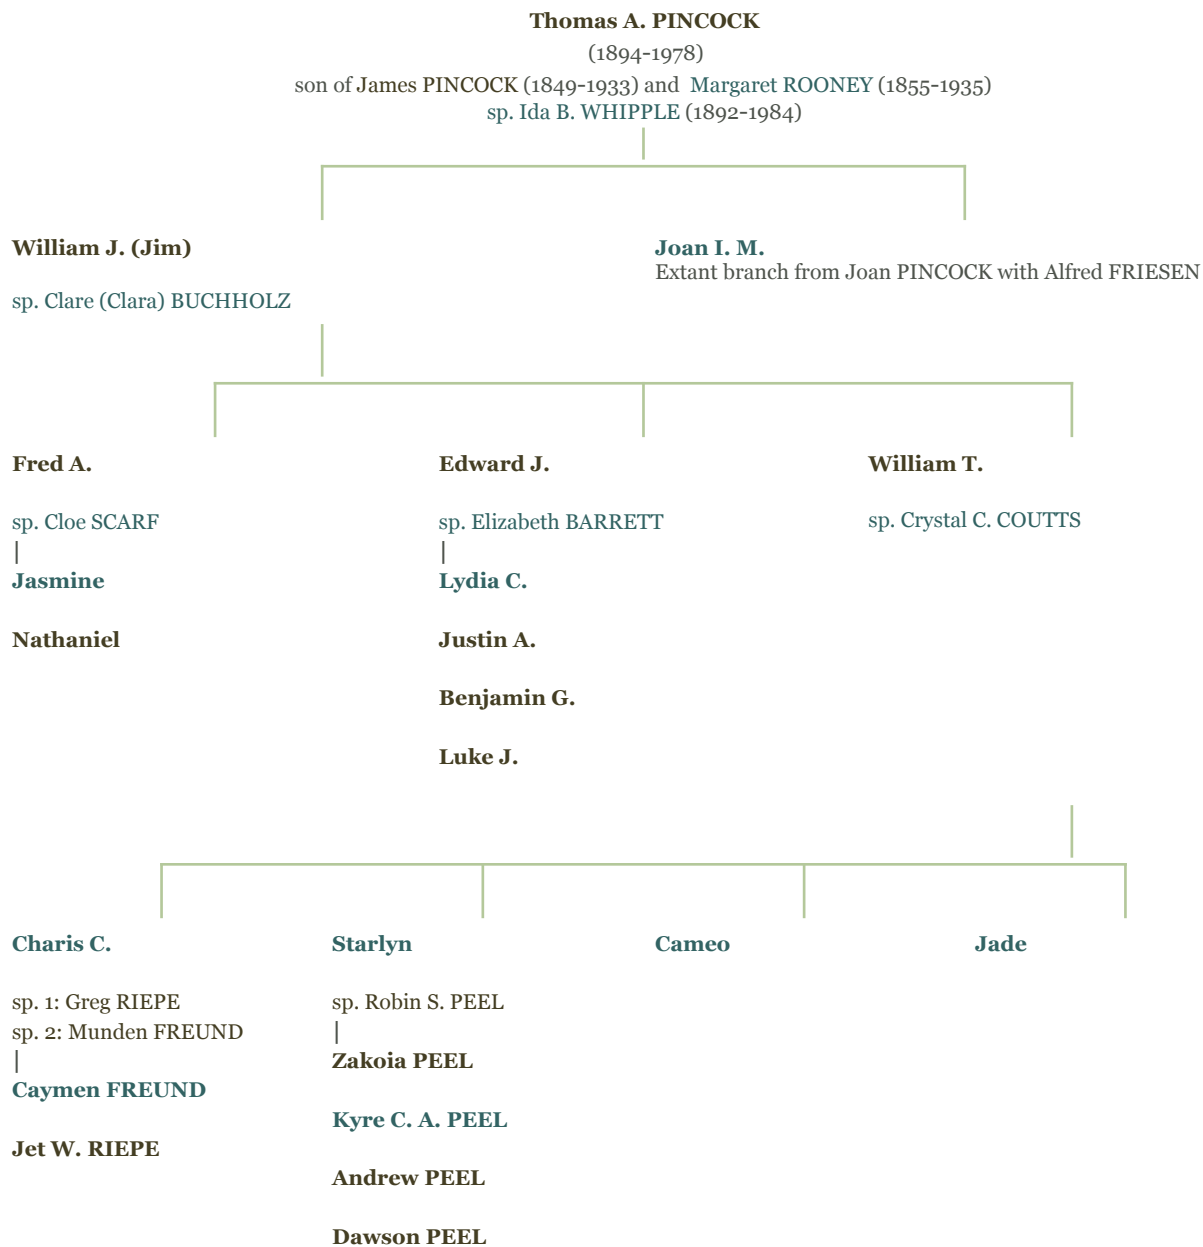 Thomas A. PINCOCK
(1894-1978)
son of James PINCOCK (1849-1933) and Margaret ROONEY (1855-1935)
sp. Ida B. WHIPPLE (1892-1984)
William J. (Jim)
sp. Clare (Clara) BUCHHOLZ
Joan I. M.
Extant branch from Joan PINCOCK with Alfred FRIESEN
Fred A.
sp. Cloe SCARF
|
Jasmine
Nathaniel
Edward J.
sp. Elizabeth BARRETT
|
Lydia C.
Justin A.
Benjamin G.
Luke J.
William T.
sp. Crystal C. COUTTS
Charis C.
sp. 1: Greg RIEPE
sp. 2: Munden FREUND
|
Caymen FREUND
Jet W. RIEPE
Starlyn
sp. Robin S. PEEL
|
Zakoia PEEL
Kyre C. A. PEEL
Andrew PEEL
Dawson PEEL
Cameo
Jade